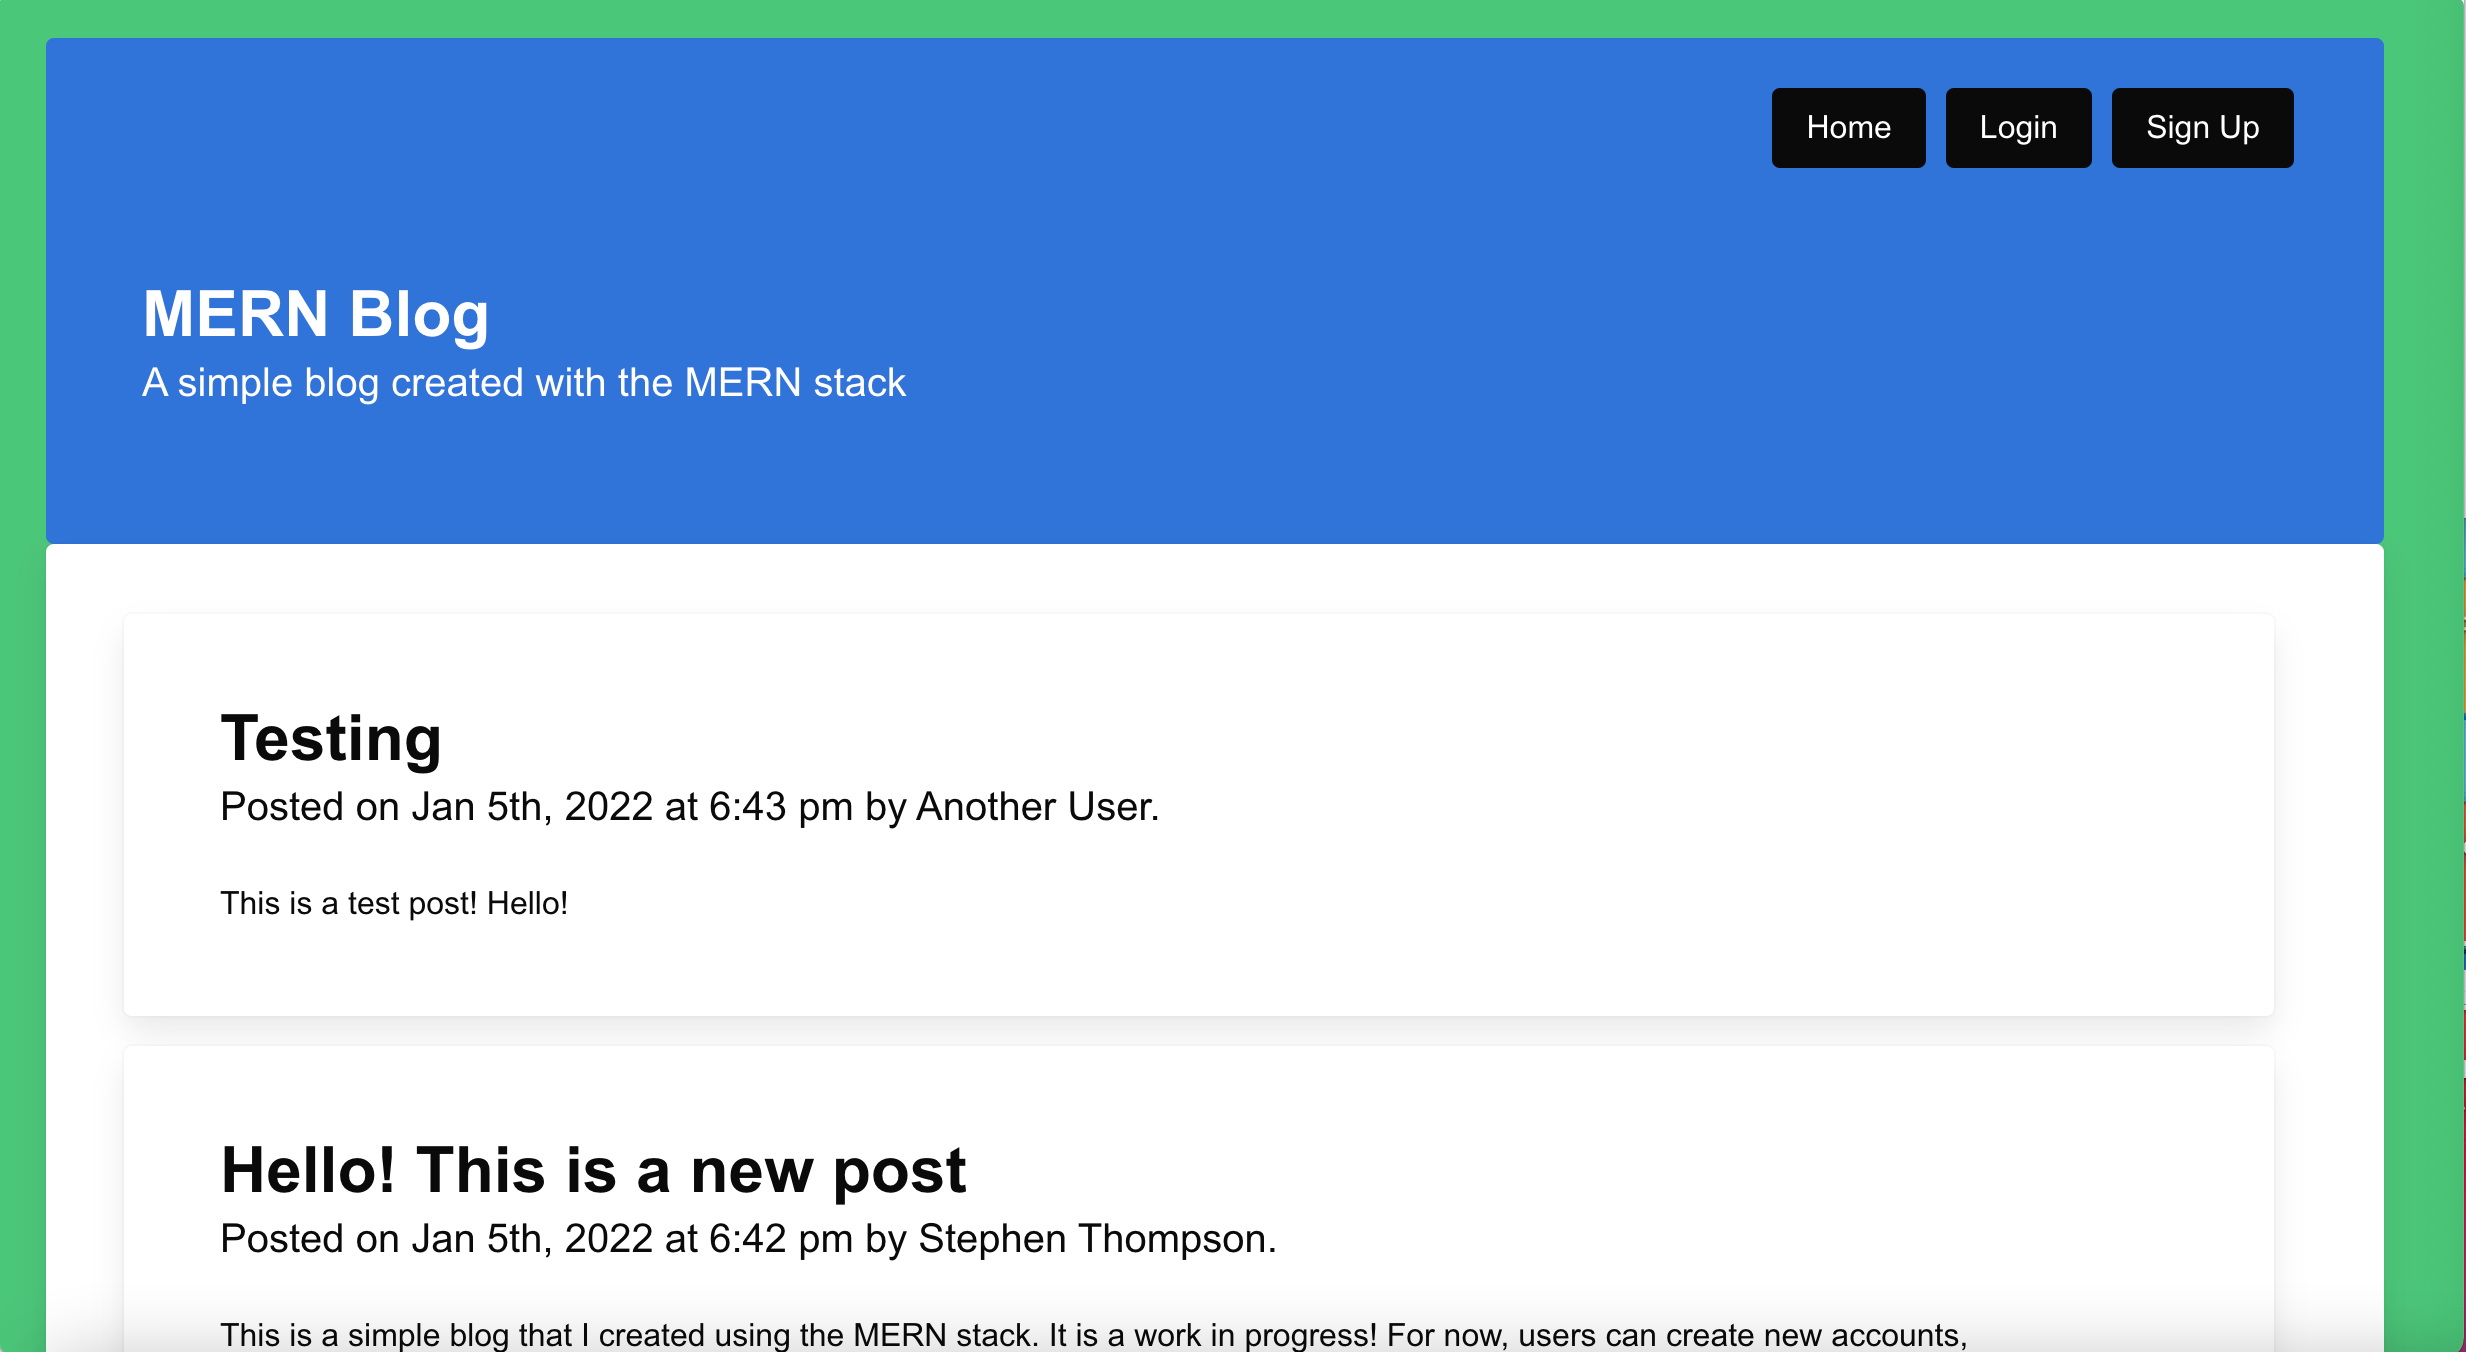 Home Login Sign Up
MERN Blog
A simple blog created with the MERN stack
Testing
Posted on Jan 5th, 2022 at 6:43 pm by Another User.
This is a test post! Hello!
Hello! This is a new post
Posted on Jan 5th, 2022 at 6:42 pm by Stephen Thompson.
This is a simple blog that I created using the MERN stack. It is a work in progress! For now, users can create new accounts,